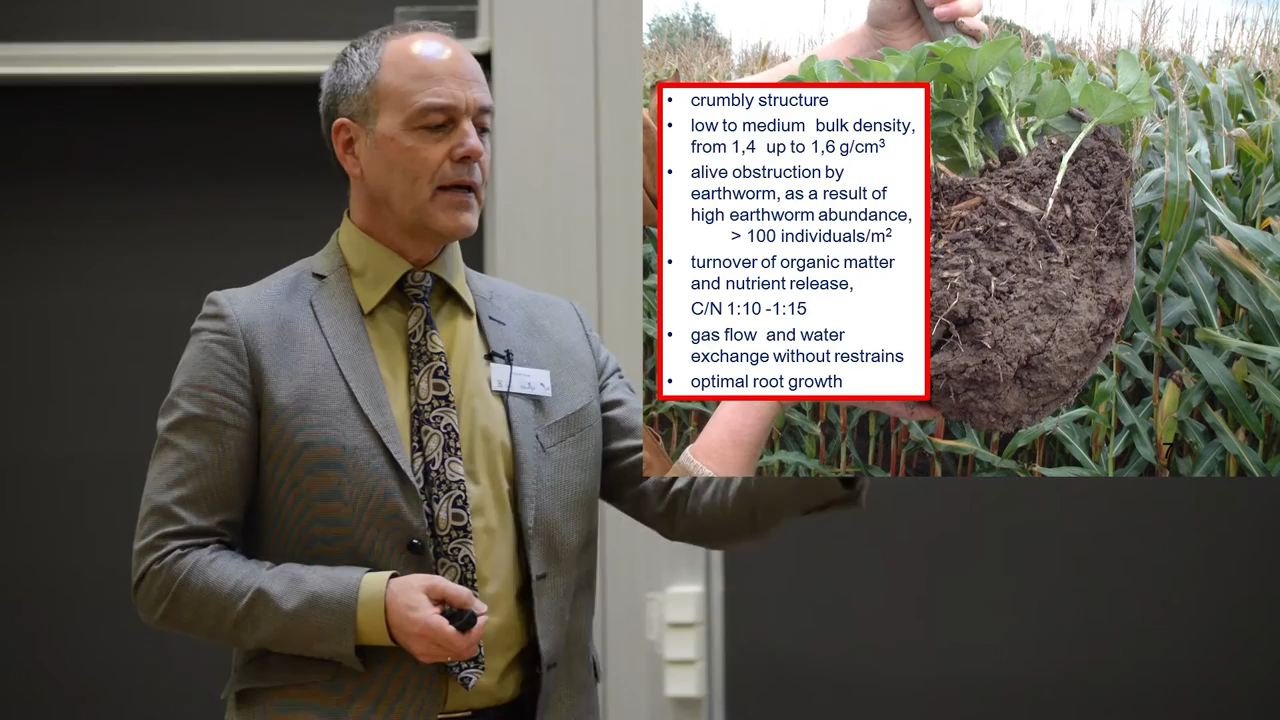 • crumbly structure
• low to medium bulk density,
from 1,4 up to 1,6 g/cm³
• alive obstruction by
earthworm, as a result of
high earthworm abundance,
> 100 individuals/m²
• turnover of organic matter
and nutrient release,
C/N 1:10 -1:15
• gas flow and water
exchange without restrains
• optimal root growth
7